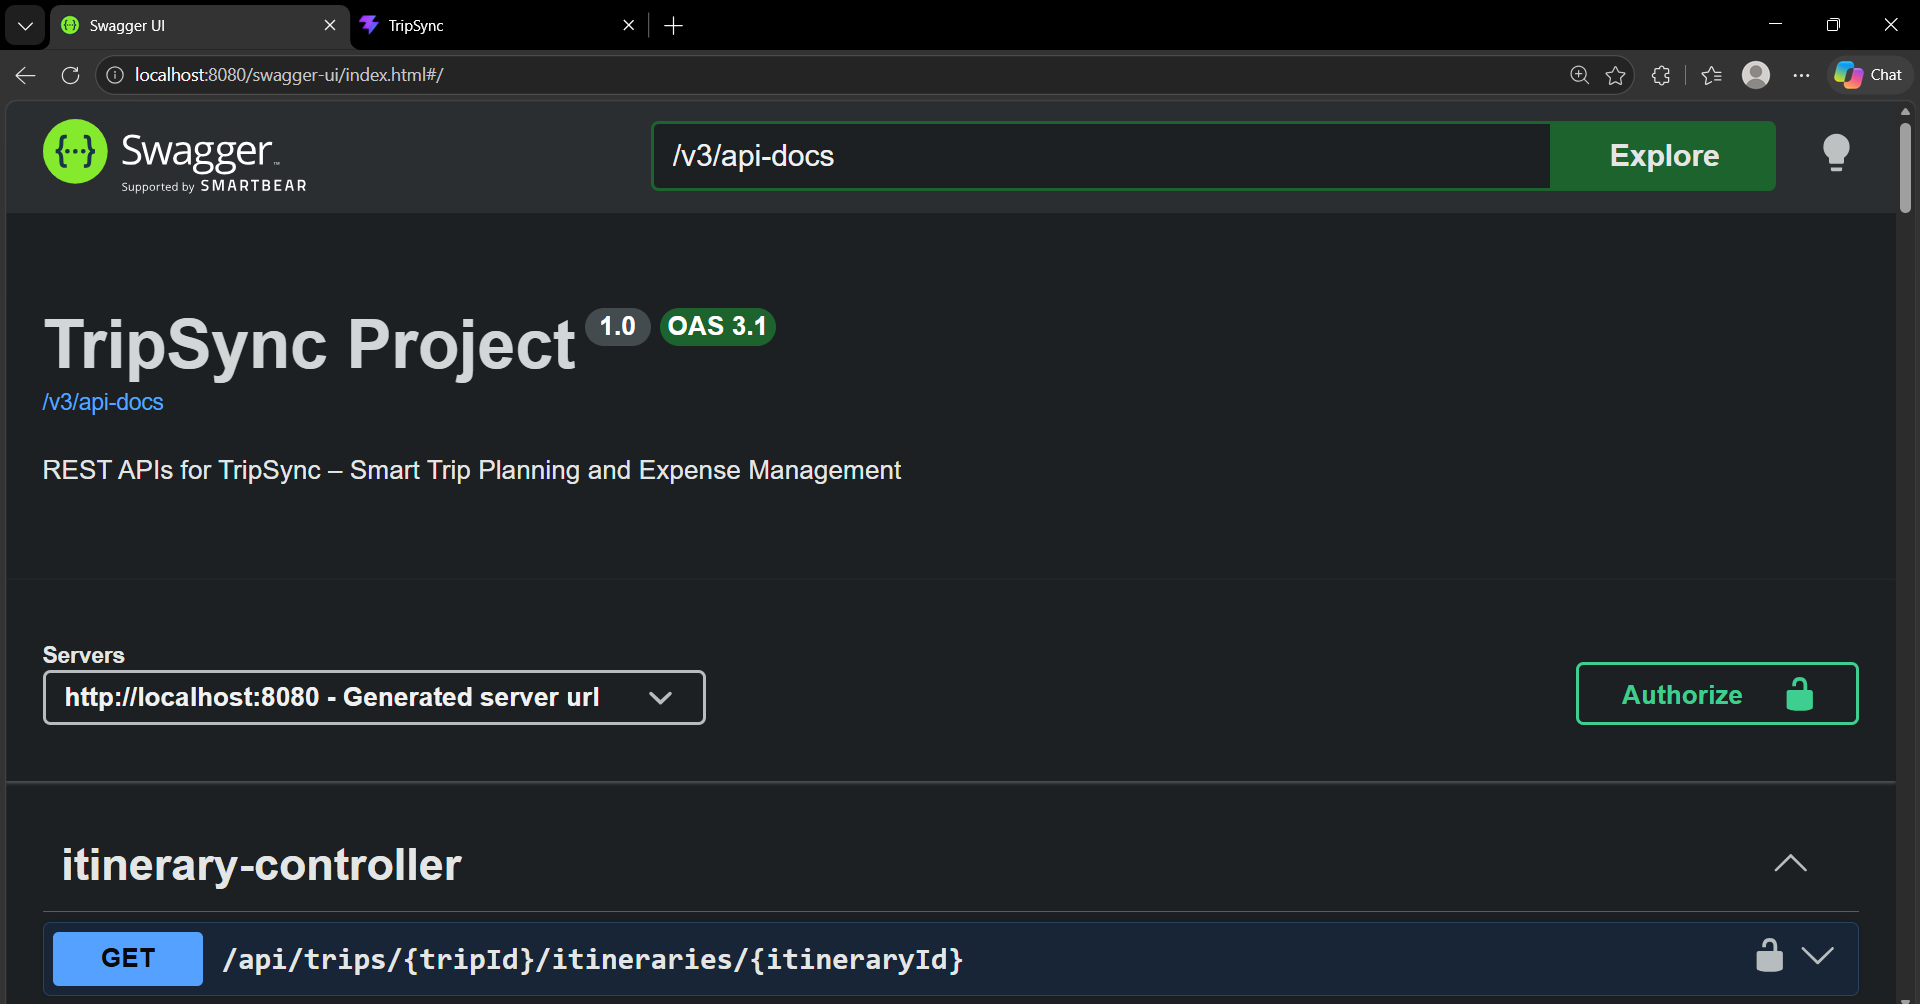 Swagger UI
TripSync
localhost:8080/swagger-ui/index.html#/
Chat
{···} Swagger™
Supported by SMARTBEAR
/v3/api-docs
Explore
TripSync Project 1.0 OAS 3.1
/v3/api-docs
REST APIs for TripSync – Smart Trip Planning and Expense Management
Servers
http://localhost:8080 - Generated server url
Authorize
itinerary-controller
GET /api/trips/{tripId}/itineraries/{itineraryId}